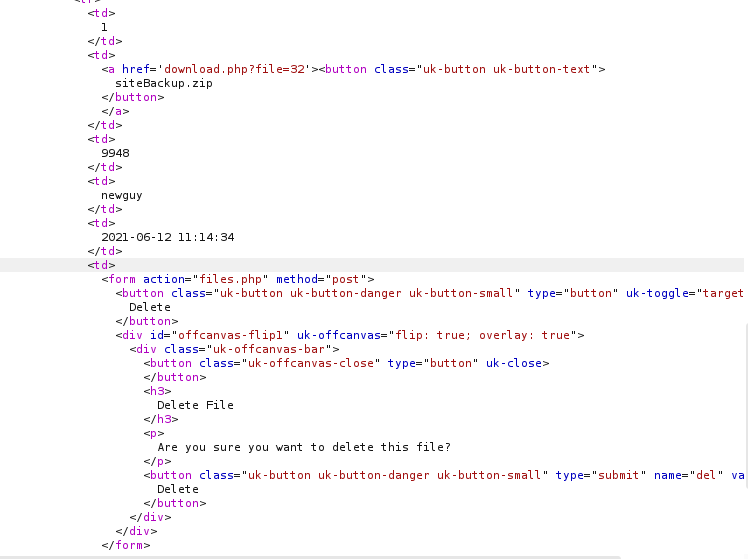 <td>
1
</td>
<td>
<a href='download.php?file=32'><button class="uk-button uk-button-text">
siteBackup.zip
</button>
</a>
</td>
<td>
9948
</td>
<td>
newguy
</td>
<td>
2021-06-12 11:14:34
</td>
<td>
<form action="files.php" method="post">
<button class="uk-button uk-button-danger uk-button-small" type="button" uk-toggle="target
Delete
</button>
<div id="offcanvas-flip1" uk-offcanvas="flip: true; overlay: true">
<div class="uk-offcanvas-bar">
<button class="uk-offcanvas-close" type="button" uk-close>
</button>
<h3>
Delete File
</h3>
<p>
Are you sure you want to delete this file?
</p>
<button class="uk-button uk-button-danger uk-button-small" type="submit" name="del" va
Delete
</button>
</div>
</div>
</form>